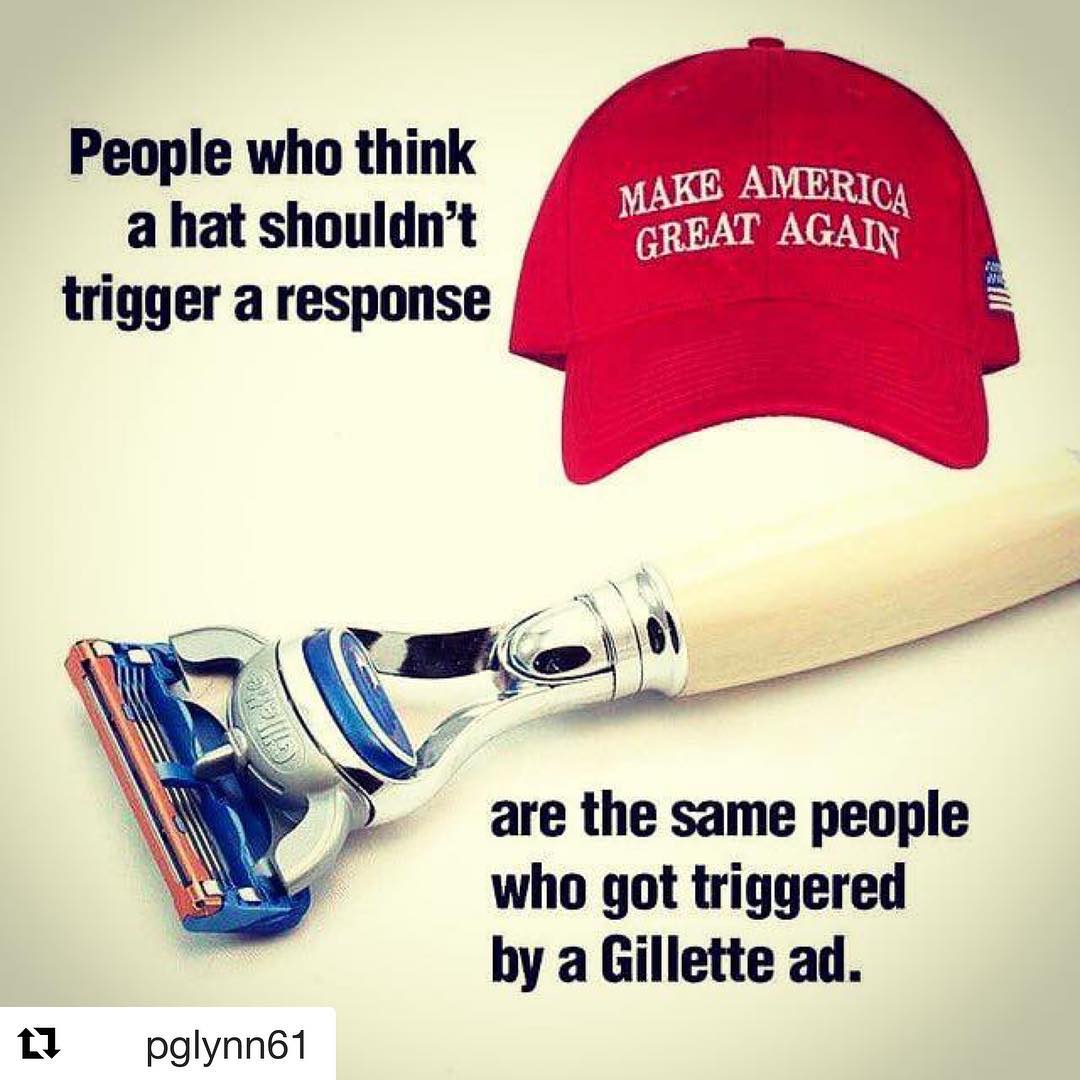 People who think
a hat shouldn't
trigger a response
MAKE AMERICA
GREAT AGAIN
Gillette
are the same people
who got triggered
by a Gillette ad.
pglynn61